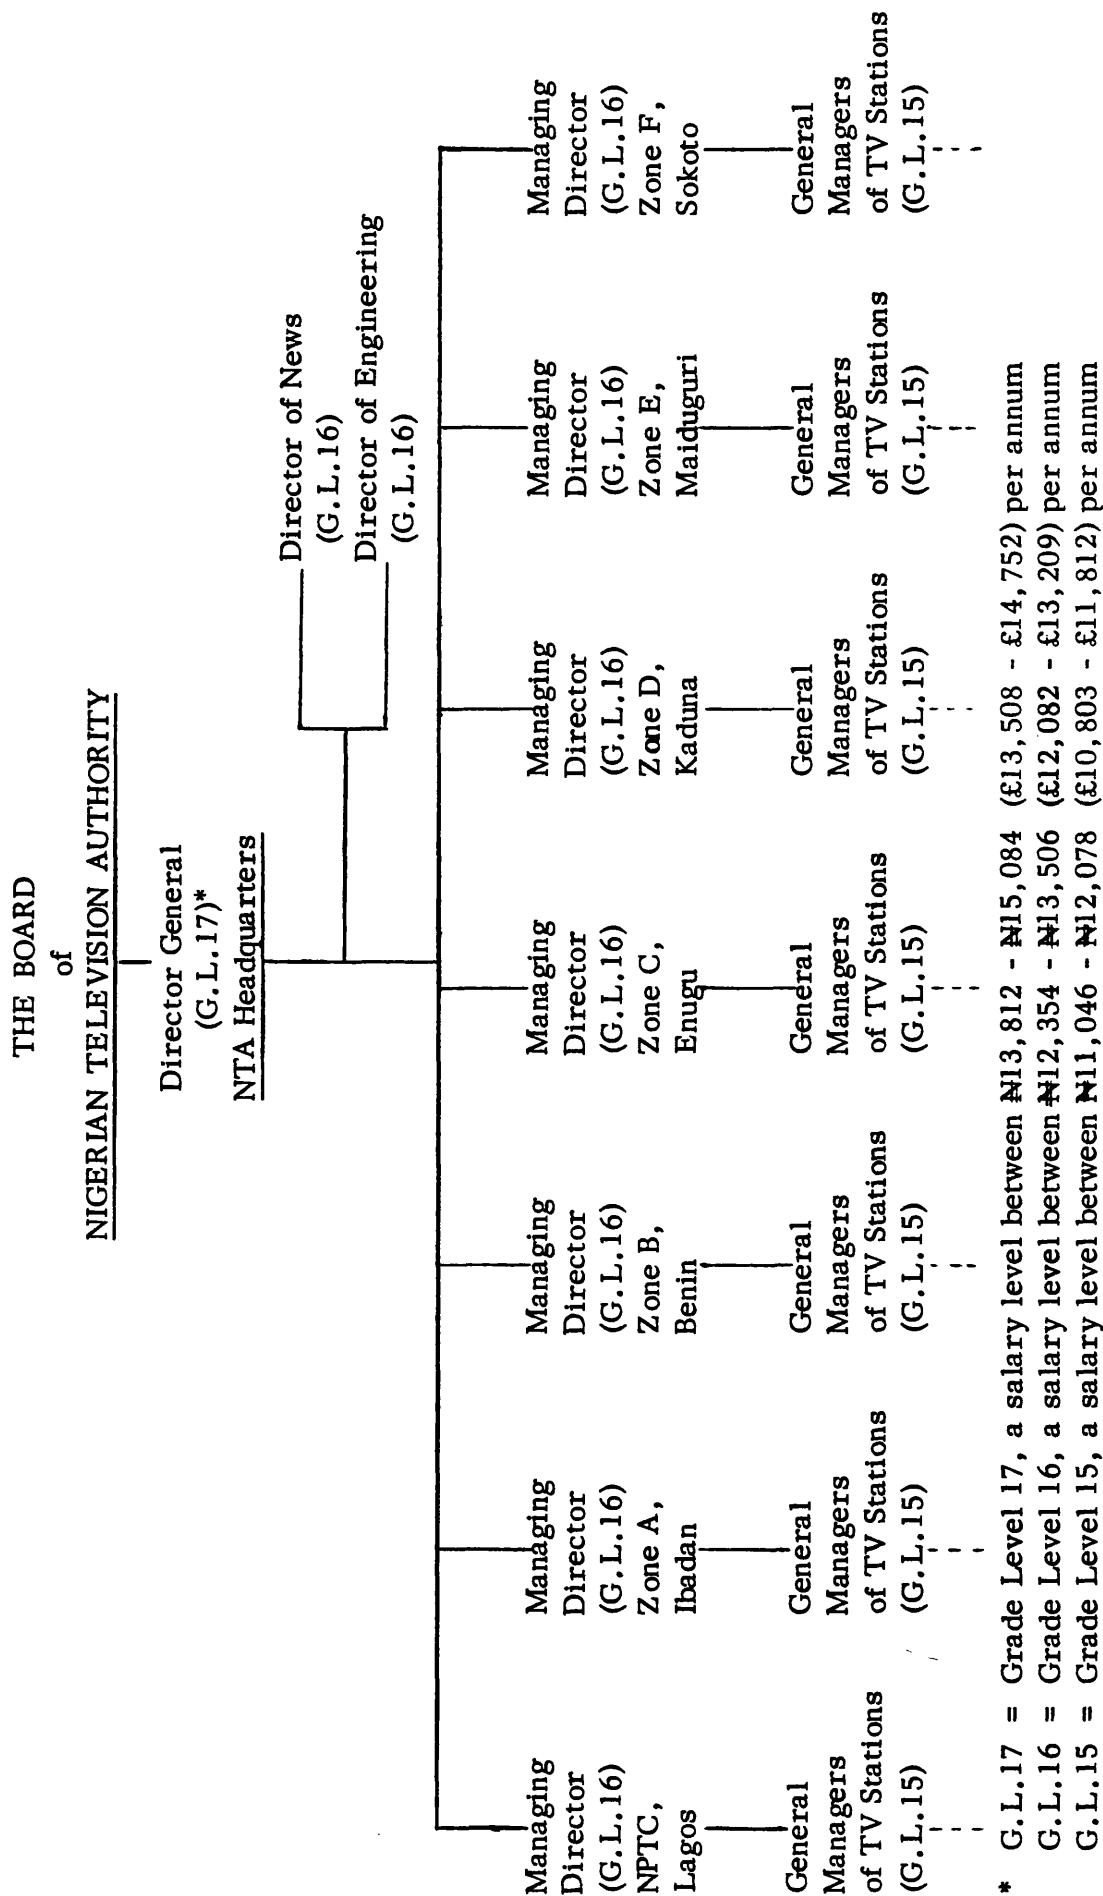 THE BOARD
of
NIGERIAN TELEVISION AUTHORITY
Director General
(G.L.17)*
NTA Headquarters
Director of News
(G.L.16)
Director of Engineering
(G.L.16)
Managing
Director
(G.L.16)
NPTC,
Lagos
General
Managers
of TV Stations
(G.L.15)
Managing
Director
(G.L.16)
Zone A,
Ibadan
General
Managers
of TV Stations
(G.L.15)
Managing
Director
(G.L.16)
Zone B,
Benin
General
Managers
of TV Stations
(G.L.15)
Managing
Director
(G.L.16)
Zone C,
Enugu
General
Managers
of TV Stations
(G.L.15)
Managing
Director
(G.L.16)
Zone D,
Kaduna
General
Managers
of TV Stations
(G.L.15)
Managing
Director
(G.L.16)
Zone E,
Maiduguri
General
Managers
of TV Stations
(G.L.15)
Managing
Director
(G.L.16)
Zone F,
Sokoto
General
Managers
of TV Stations
(G.L.15)
* G.L.17 = Grade Level 17, a salary level between ₦13,812 - ₦15,084 (£13,508 - £14,752) per annum
G.L.16 = Grade Level 16, a salary level between ₦12,354 - ₦13,506 (£12,082 - £13,209) per annum
G.L.15 = Grade Level 15, a salary level between ₦11,046 - ₦12,078 (£10,803 - £11,812) per annum